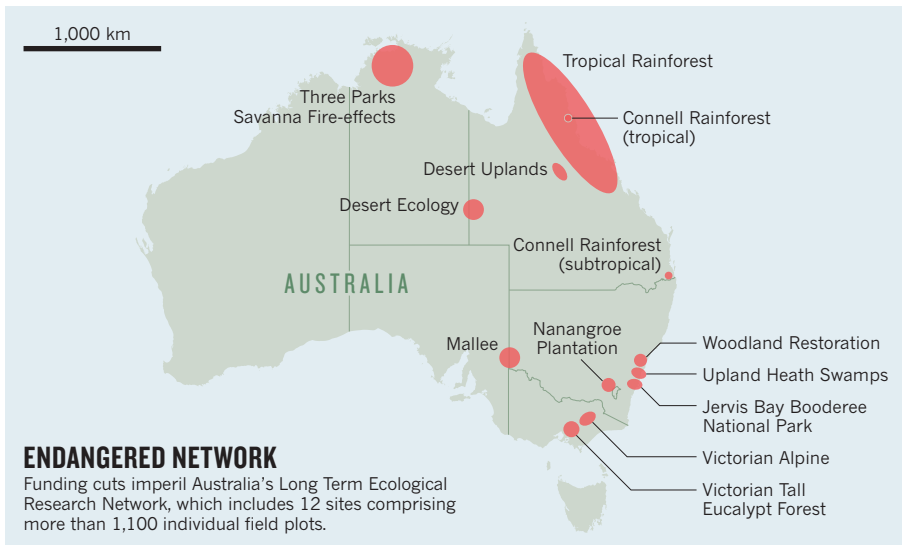 1,000 km
Tropical Rainforest
Three Parks
Savanna Fire-effects
Connell Rainforest
(tropical)
Desert Uplands
Desert Ecology
Connell Rainforest
(subtropical)
AUSTRALIA
Mallee
Nanangroe
Plantation
Woodland Restoration
Upland Heath Swamps
Jervis Bay Booderee
National Park
Victorian Alpine
Victorian Tall
Eucalypt Forest
ENDANGERED NETWORK
Funding cuts imperil Australia’s Long Term Ecological
Research Network, which includes 12 sites comprising
more than 1,100 individual field plots.